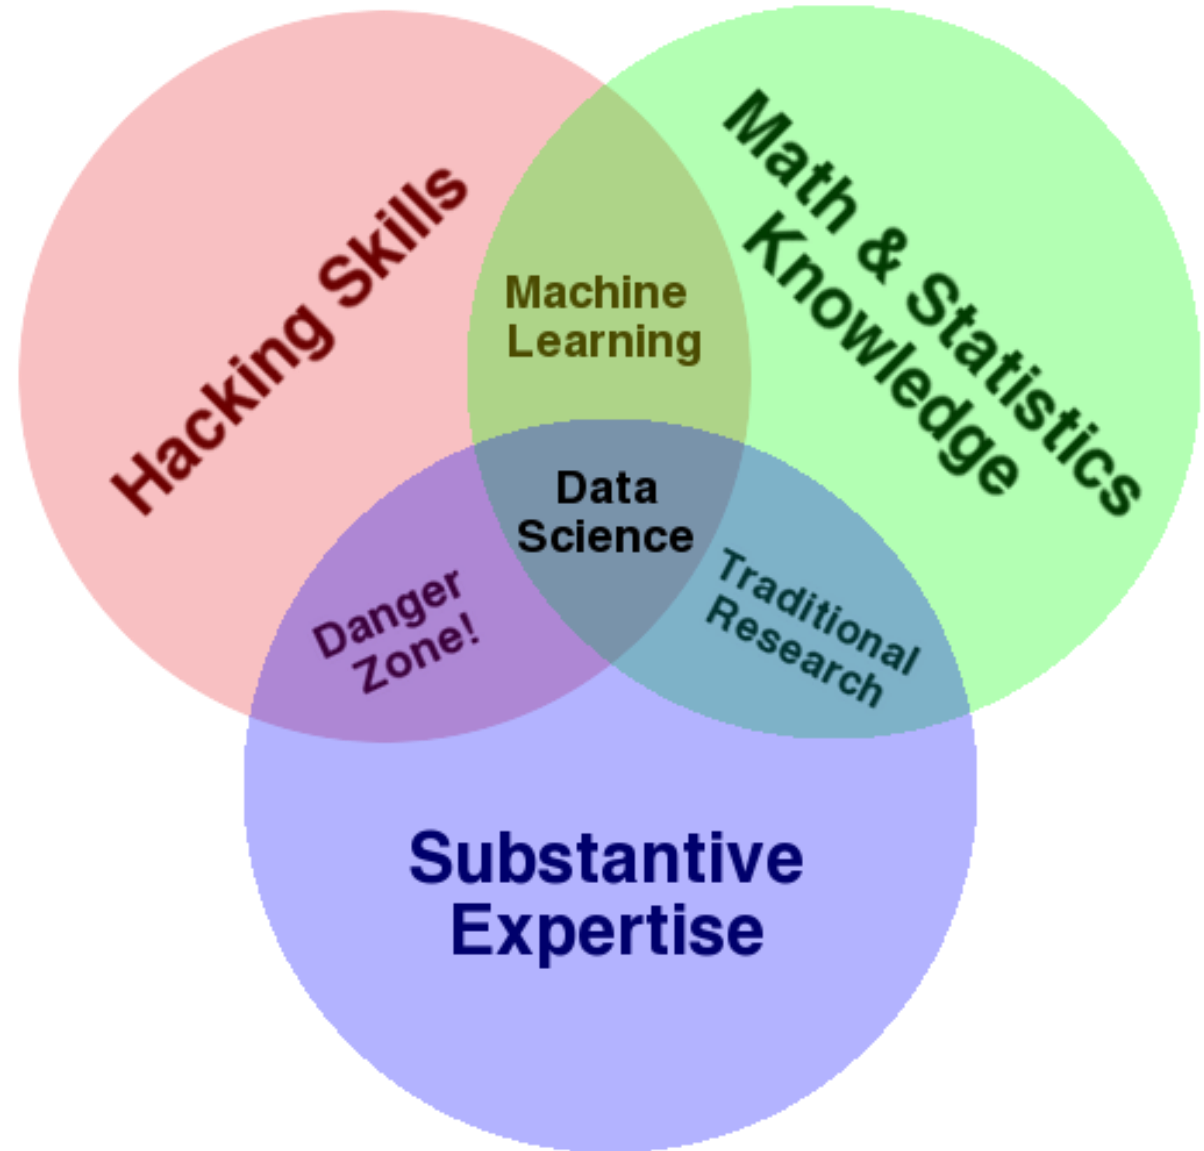 Hacking Skills
Math & Statistics
Knowledge
Machine
Learning
Data
Science
Danger
Zone!
Traditional
Research
Substantive
Expertise